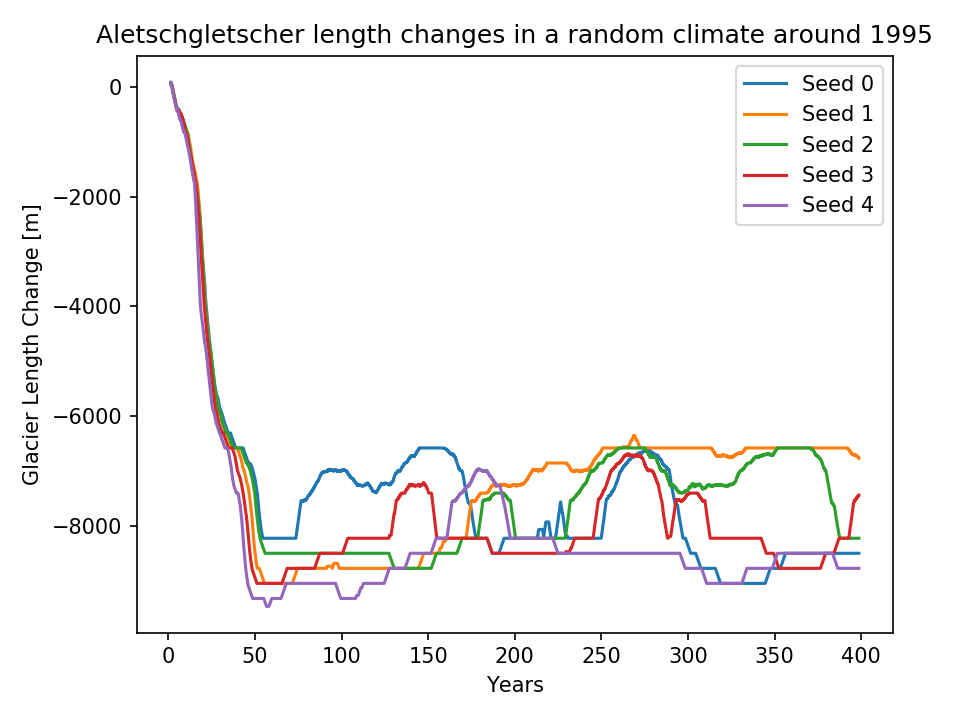 Aletschgletscher length changes in a random climate around 1995
Glacier Length Change [m]
0
−2000
−4000
−6000
−8000
Seed 0
Seed 1
Seed 2
Seed 3
Seed 4
0 50 100 150 200 250 300 350 400
Years